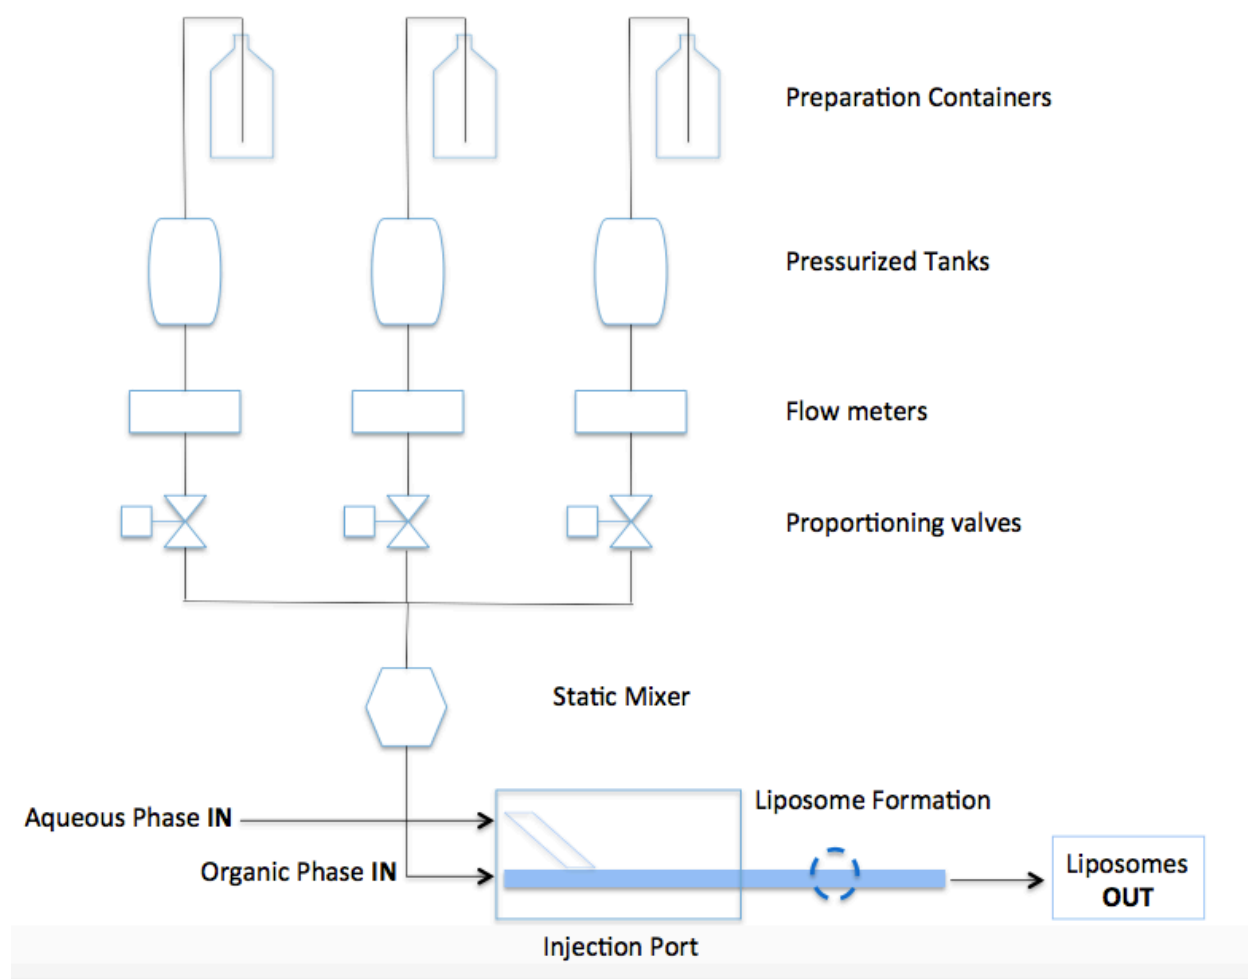 Preparation Containers
Pressurized Tanks
Flow meters
Proportioning valves
Static Mixer
Aqueous Phase IN
Liposome Formation
Organic Phase IN
Liposomes
OUT
Injection Port